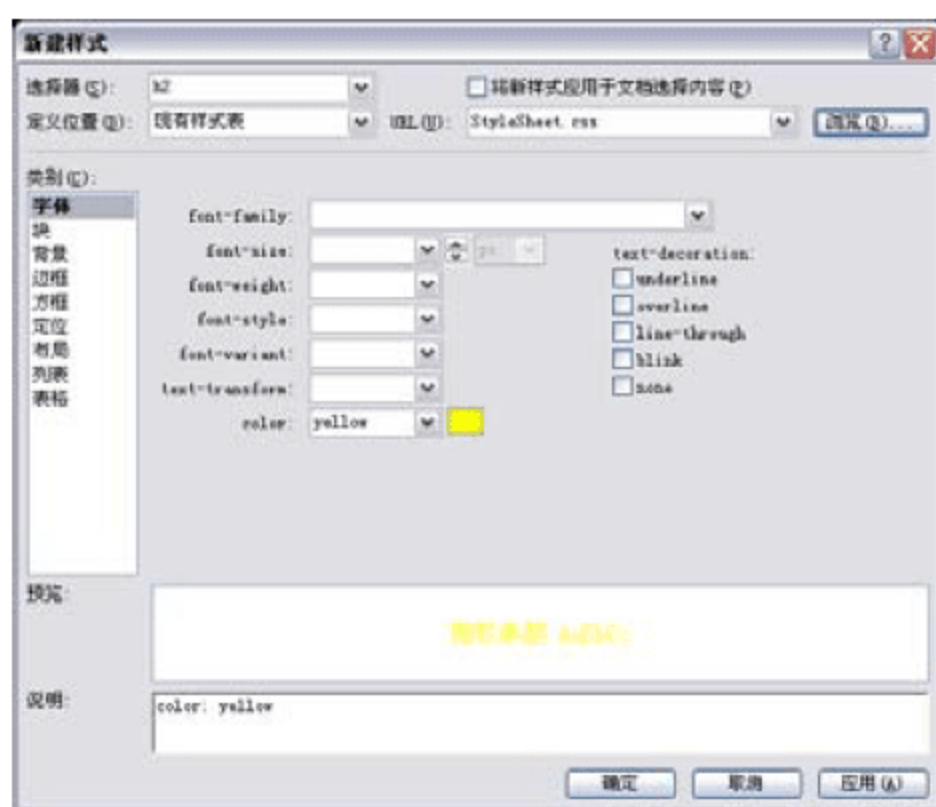 新建样式
选择器(S): h2
将新样式应用于文档选择内容(P)
定义位置(D): 现有样式表 URL(U): StyleSheet.css 浏览(B)...
类别(C):
字体
块
背景
边框
方框
定位
布局
列表
表格
font-family:
font-size: px
font-weight:
font-style:
font-variant:
text-transform:
color: yellow
text-decoration:
underline
overline
line-through
blink
none
预览:
说明:
color: yellow
确定 取消 应用(A)